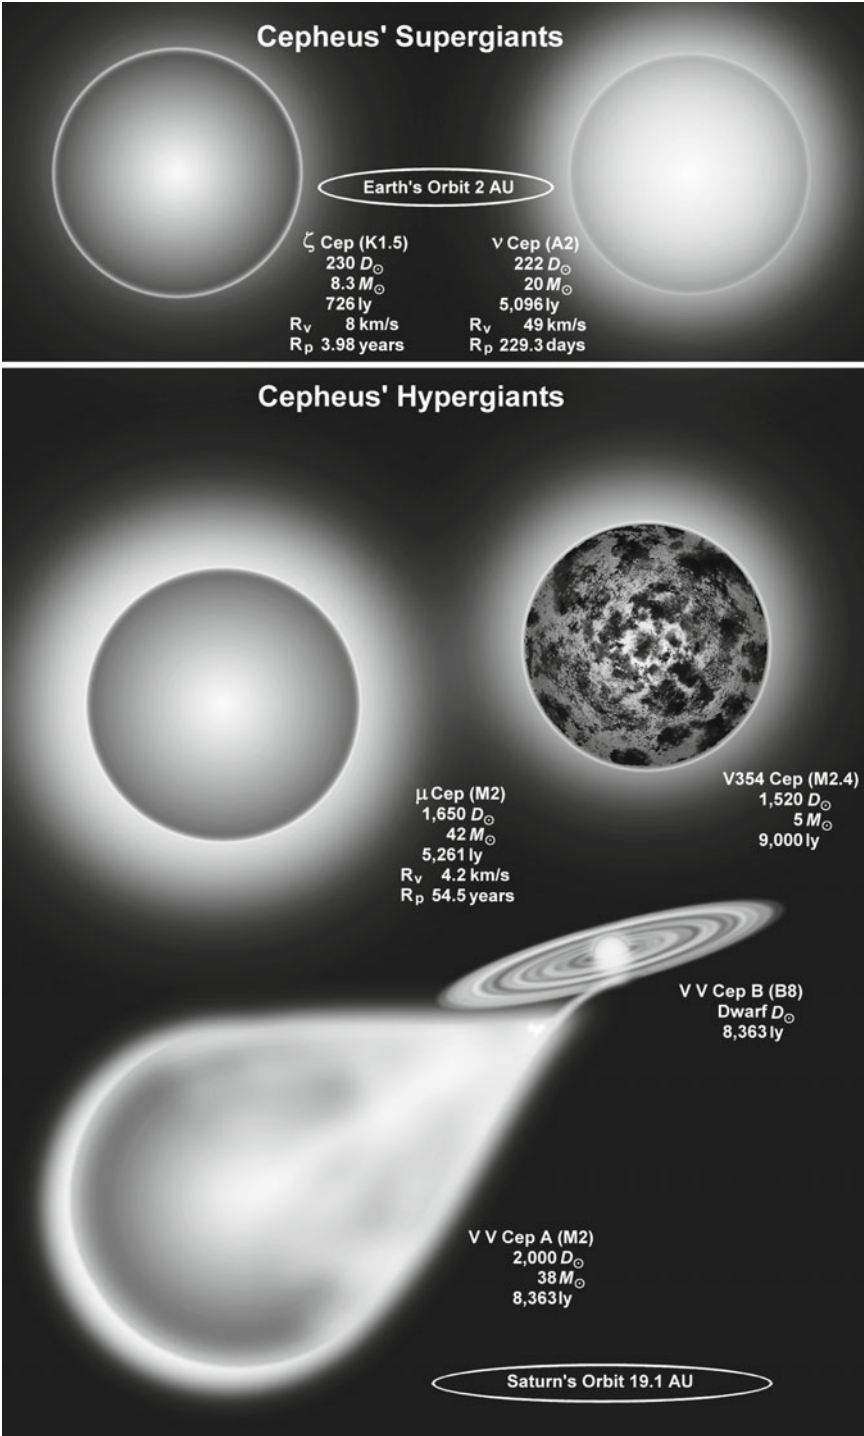 Cepheus' Supergiants
Earth's Orbit 2 AU
ζ Cep (K1.5)
230 D☉
8.3 M☉
726 ly
Rv 8 km/s
Rp 3.98 years
ν Cep (A2)
222 D☉
20 M☉
5,096 ly
Rv 49 km/s
Rp 229.3 days
Cepheus' Hypergiants
μ Cep (M2)
1,650 D☉
42 M☉
5,261 ly
Rv 4.2 km/s
Rp 54.5 years
V354 Cep (M2.4)
1,520 D☉
5 M☉
9,000 ly
V V Cep B (B8)
Dwarf D☉
8,363 ly
V V Cep A (M2)
2,000 D☉
38 M☉
8,363 ly
Saturn's Orbit 19.1 AU